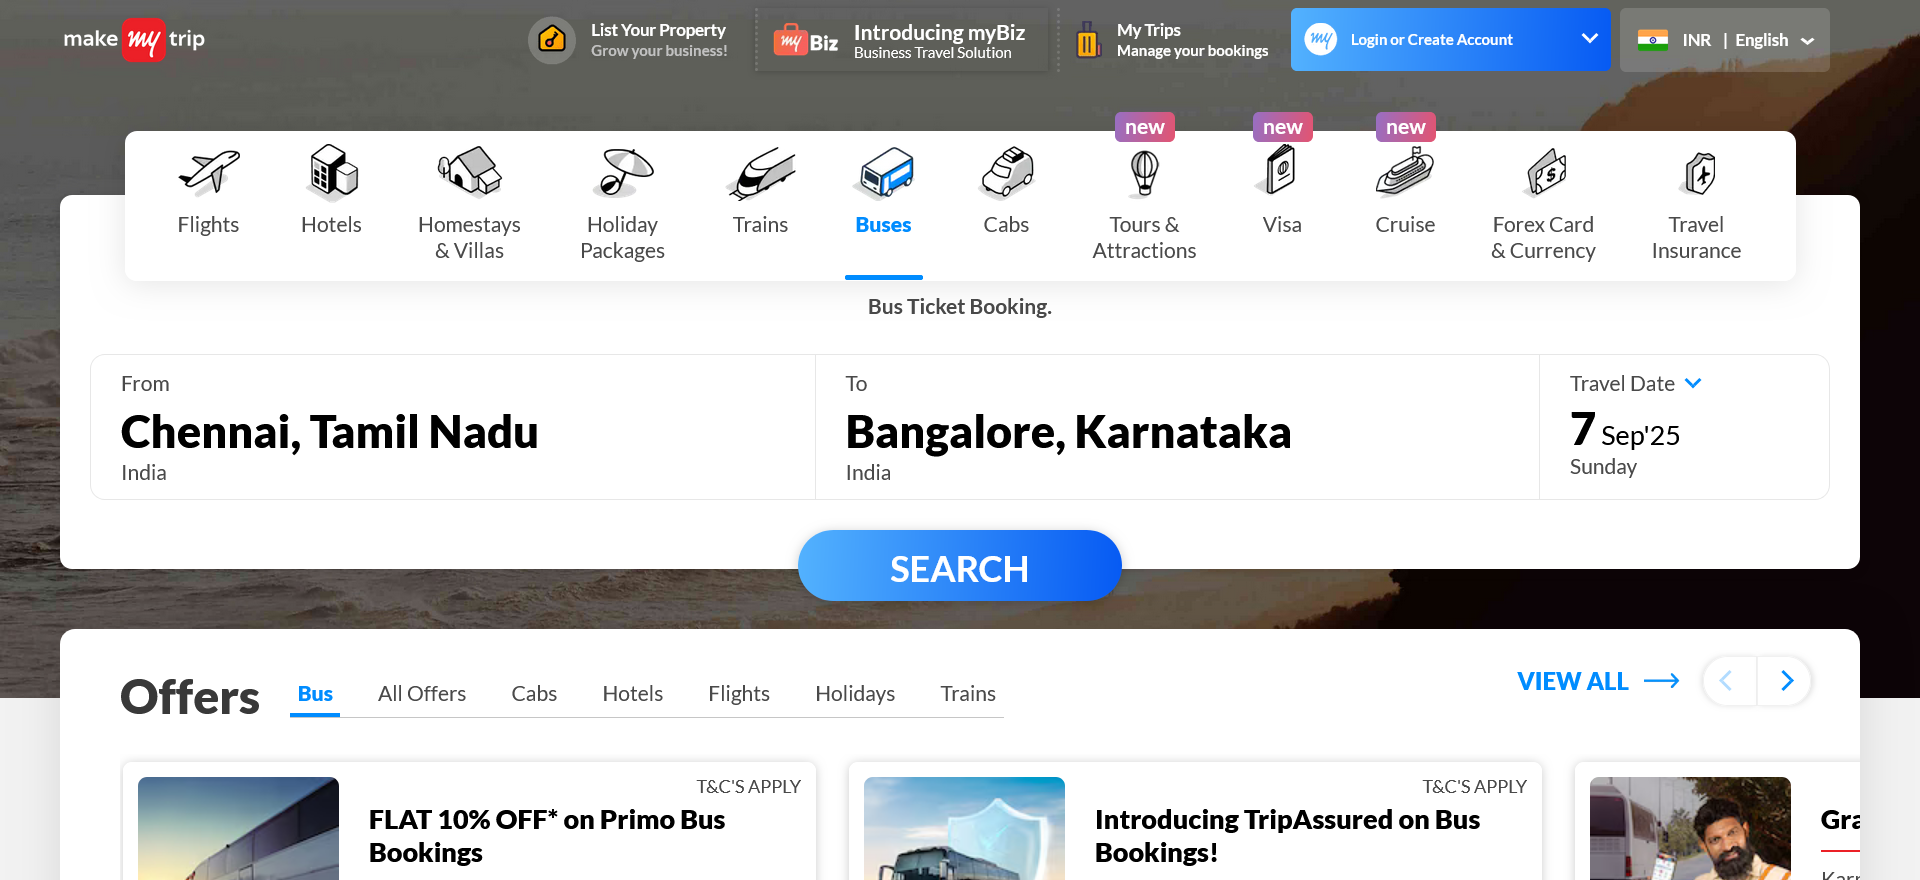 make my trip
List Your Property
Grow your business!
my Biz
Introducing myBiz
Business Travel Solution
My Trips
Manage your bookings
my
Login or Create Account
INR | English
new
new
new
Flights
Hotels
Homestays
& Villas
Holiday
Packages
Trains
Buses
Cabs
Tours &
Attractions
Visa
Cruise
Forex Card
& Currency
Travel
Insurance
Bus Ticket Booking.
From
Chennai, Tamil Nadu
India
To
Bangalore, Karnataka
India
Travel Date
7 Sep'25
Sunday
SEARCH
Offers
Bus
All Offers
Cabs
Hotels
Flights
Holidays
Trains
VIEW ALL
T&C'S APPLY
FLAT 10% OFF* on Primo Bus
Bookings
T&C'S APPLY
Introducing TripAssured on Bus
Bookings!
Gra